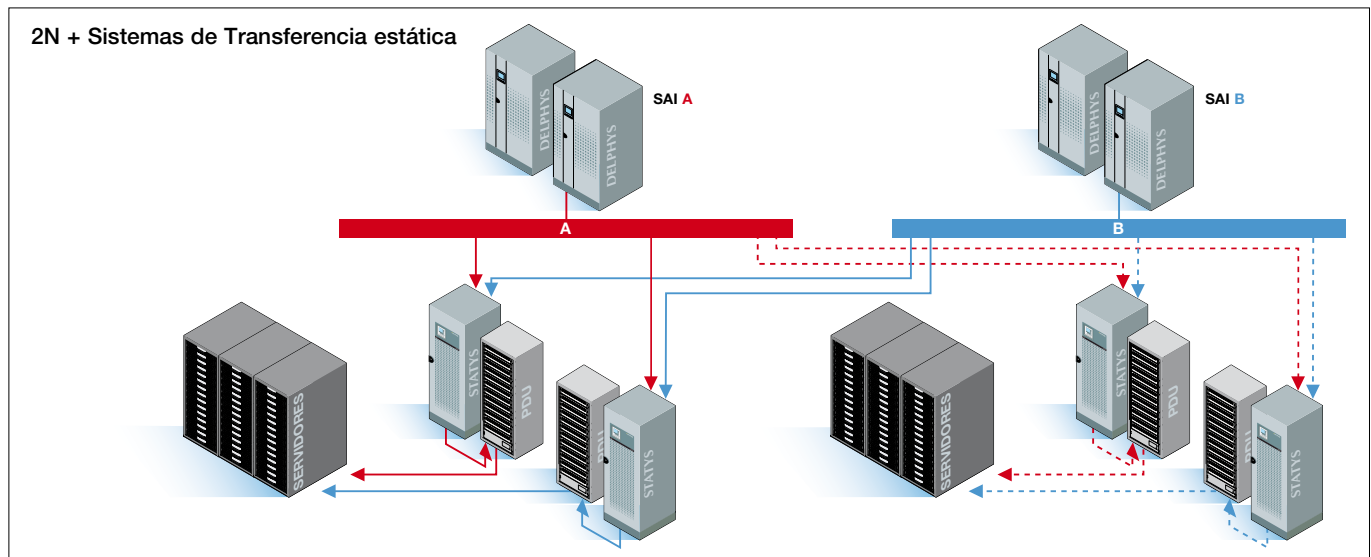 2N + Sistemas de Transferencia estática
DELPHYS
DELPHYS
SAI A
DELPHYS
DELPHYS
SAI B
A
B
SERVIDORES
STATYS
PDU
PDU
STATYS
SERVIDORES
STATYS
PDU
PDU
STATYS